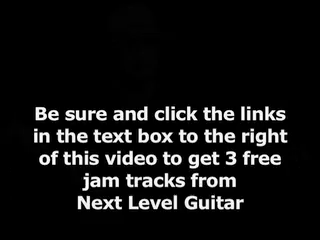 Be sure and click the links
in the text box to the right
of this video to get 3 free
jam tracks from
Next Level Guitar